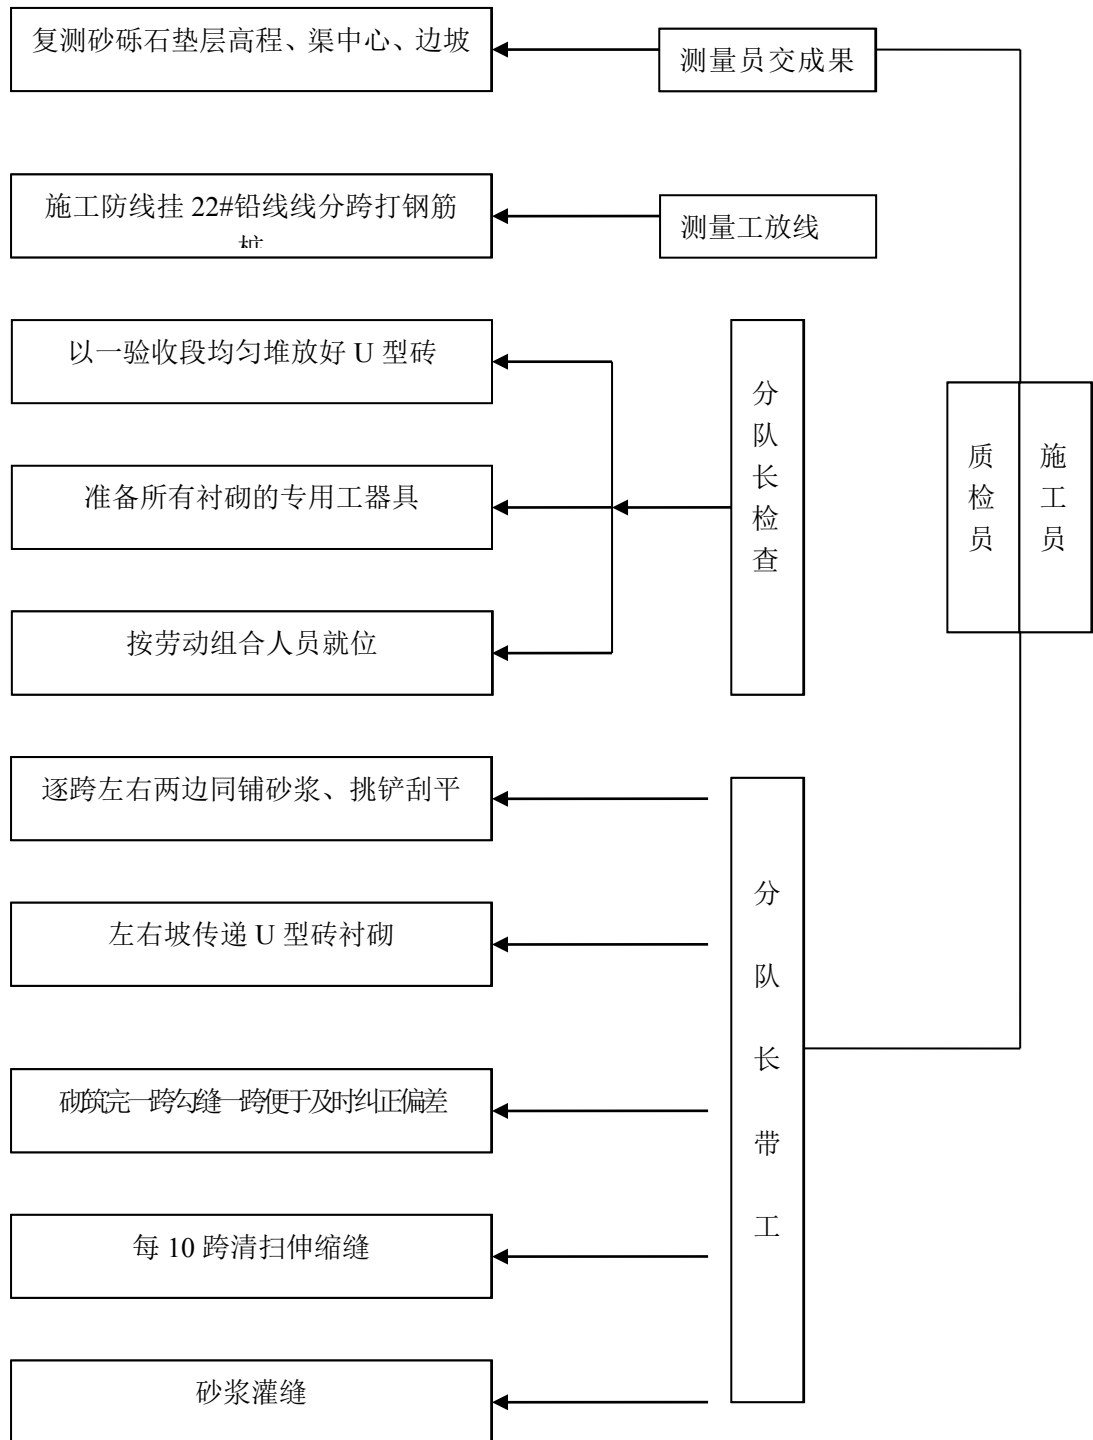 复测砂砾石垫层高程、渠中心、边坡
测量员交成果
施工防线挂 22#铅线线分跨打钢筋
桩
测量工放线
以一验收段均匀堆放好 U 型砖
准备所有衬砌的专用工器具
按劳动组合人员就位
分队长检查
质检员
施工员
逐跨左右两边同铺砂浆、挑铲刮平
左右坡传递 U 型砖衬砌
砌筑完一跨勾缝一跨便于及时纠正偏差
每 10 跨清扫伸缩缝
砂浆灌缝
分队长带工